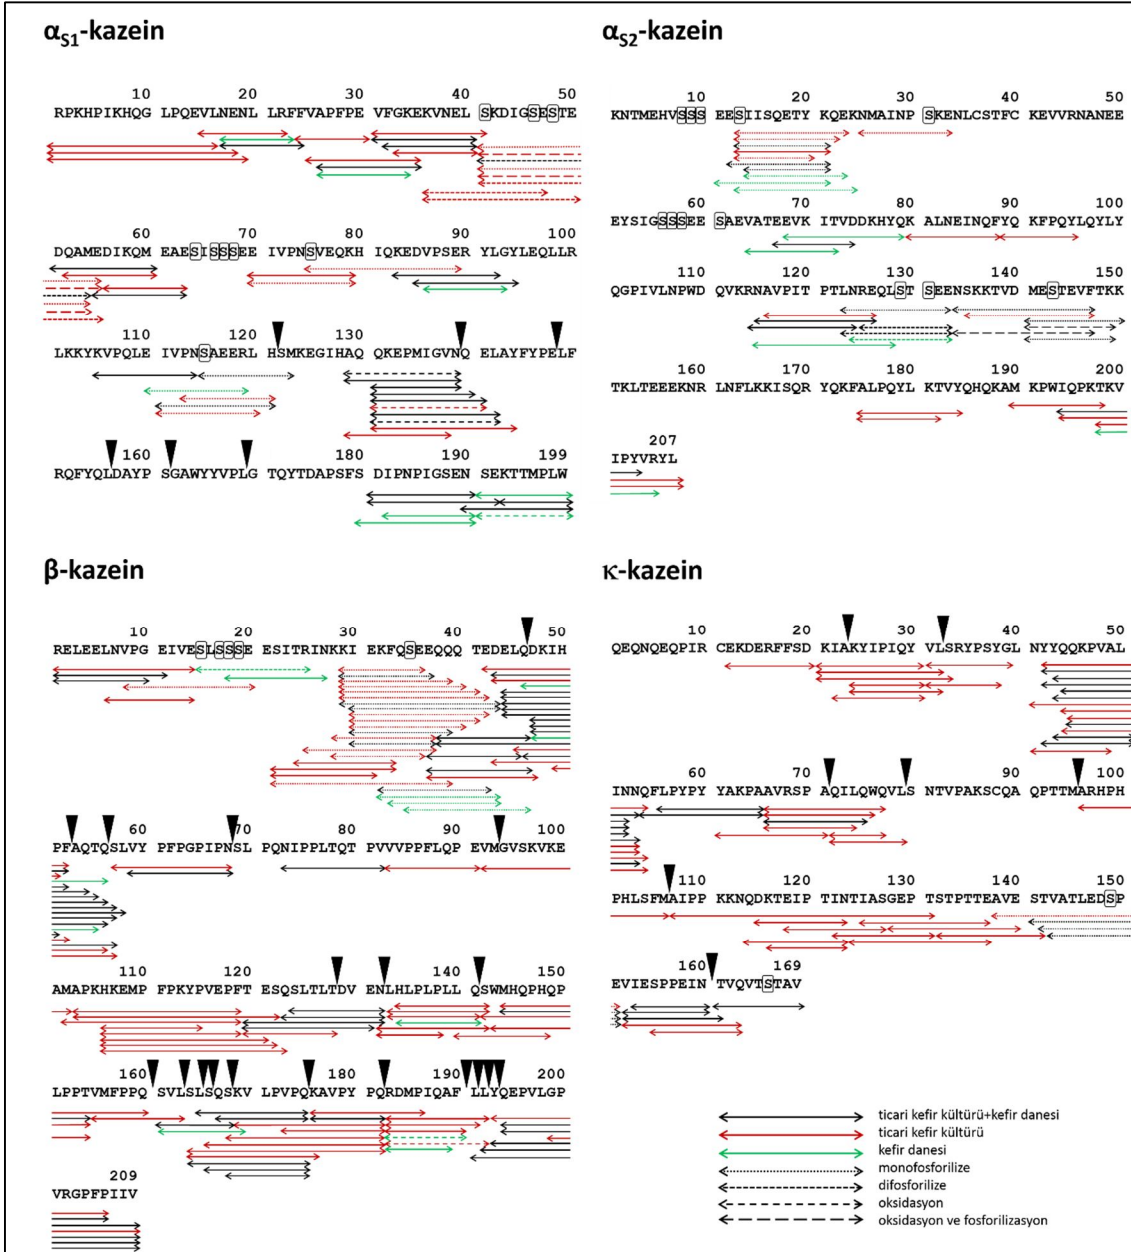 αS1-kazein
10 20 30 40 50
RPKHPIKHQG LPQEVLNENL LRFFVAPFPE VFGKEKVNEL SKDIGSESTE
60 70 80 90 100
DQAMEDIKQM EAESISSSEE IVPNSVEQKH IQKEDVPSER YLGYLEQLLR
110 120 130 140 150
LKKYKVPQLE IVPNSAEERL HSMKEGIHAQ QKEPMIGVNQ ELAYFYPELF
160 170 180 190 199
RQFYQLDAYP SGAWYYVPLG TQYTDAPSFS DIPNPIGSEN SEKTTMPLW
αS2-kazein
10 20 30 40 50
KNTMEHVSSS EESIISQETY KQEKNMAINP SKENLCSTFC KEVVRNANEE
60 70 80 90 100
EYSIGSSSEE SAEVATEEVK ITVDDKHYQKALNEINQFYQ KFPQYLQYLY
110 120 130 140 150
QGPIVLNPWD QVKRNAVPIT PTLNREQLSTS EENSKKTVD MESTEVFTKK
160 170 180 190 200
TKLTEEEKNR LNFLKKISQR YQKFALPQYL KTVYQHQKAM KPWIQPKTKV
207
IPYVRYL
β-kazein
10 20 30 40 50
RELEELNVPG EIVESLSSSE ESITRINKKI EKFQSEEQQQ TEDELQDKIH
60 70 80 90 100
PFAQTQSLVY PFPGPIPNSL PQNIPPLTQT PVVVPPFLQP EVMGVSKVKE
110 120 130 140 150
AMAPKHKEMP FPKYPVEPFT ESQSLTLTDVE NLHLPLPLL QSWMHQPHQP
160 170 180 190 200
LPPTVMFPPQ SVLSLSQSKV LPVPQKAVPYP QRDMPIQAF LLYQEPVLGP
209
VRGPFPIIV
κ-kazein
10 20 30 40 50
QEQNQEQPIR CEKDERFFSD KIAKYIPIQY VLSRYPSYGL NYYQQKPVAL
60 70 80 90 100
INNQFLPYPY YAKPAAVRSP AQILQWQVLS NTVPAKSCQA QPTTMARHPH
110 120 130 140 150
PHLSFMAIPP KKNQDKTEIP TINTIASGEP TSTPTTEAVE STVATLEDSP
160 169
EVIESPPEIN TVQVTSTAV
ticari kefir kültürü+kefir danesi
ticari kefir kültürü
kefir danesi
monofosforilize
difosforilize
oksidasyon
oksidasyon ve fosforilizasyon